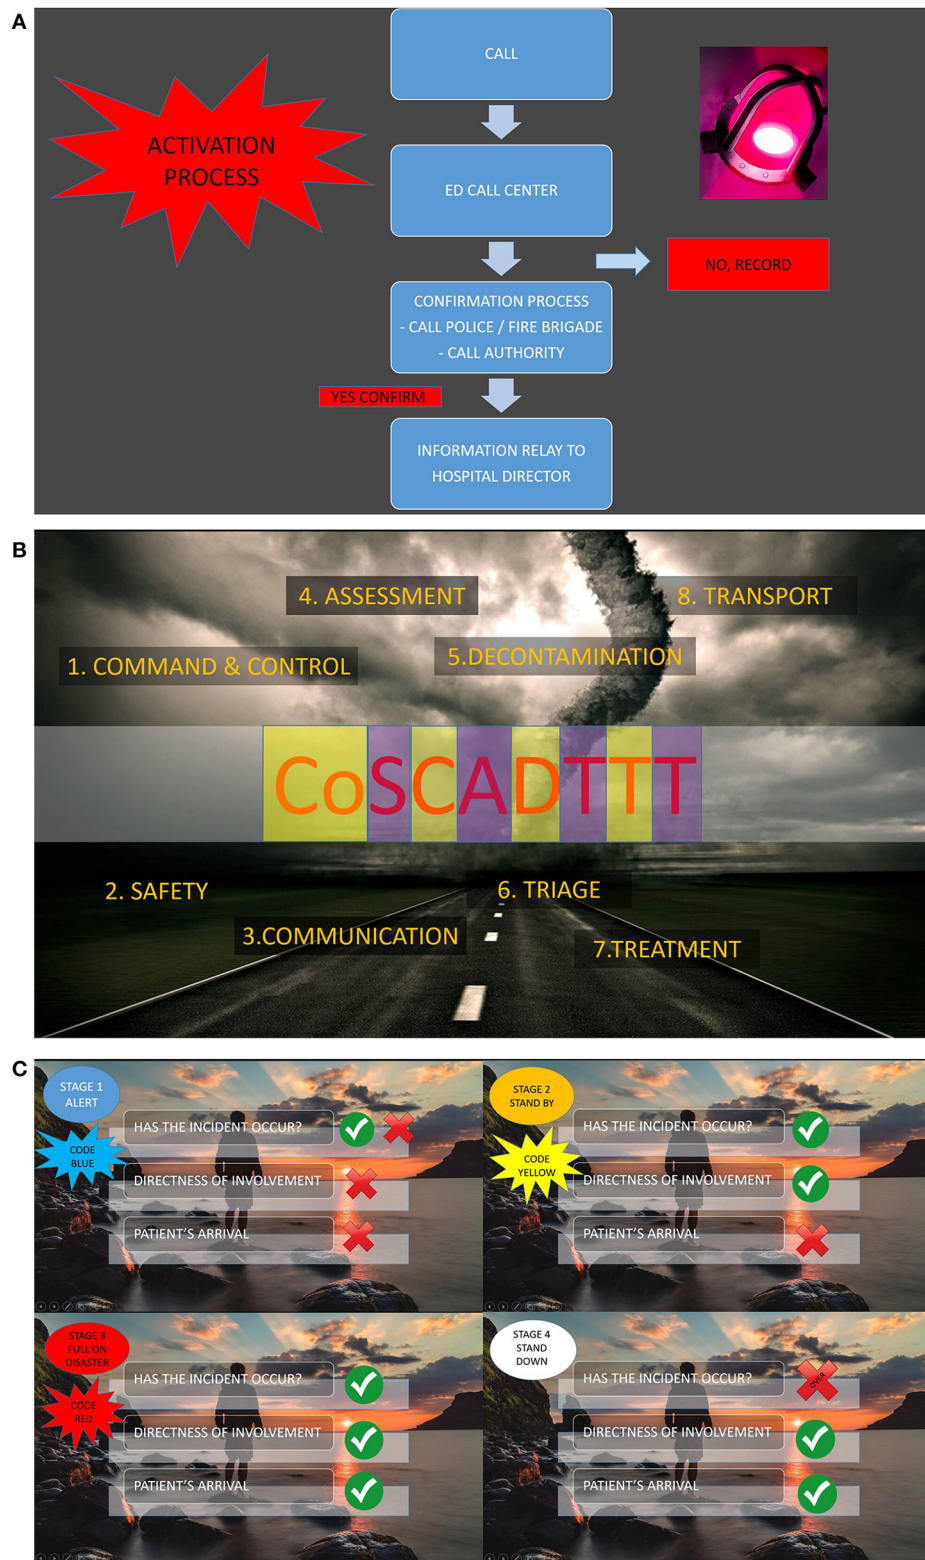 A
ACTIVATION
PROCESS
CALL
ED CALL CENTER
NO, RECORD
CONFIRMATION PROCESS
- CALL POLICE / FIRE BRIGADE
- CALL AUTHORITY
YES CONFIRM
INFORMATION RELAY TO
HOSPITAL DIRECTOR
B
4. ASSESSMENT
8. TRANSPORT
1. COMMAND & CONTROL
5.DECONTAMINATION
CoSCADTTT
2. SAFETY
6. TRIAGE
3.COMMUNICATION
7.TREATMENT
C
STAGE 1
ALERT
CODE
BLUE
HAS THE INCIDENT OCCUR?
DIRECTNESS OF INVOLVEMENT
PATIENT'S ARRIVAL
STAGE 2
STAND BY
CODE
YELLOW
HAS THE INCIDENT OCCUR?
DIRECTNESS OF INVOLVEMENT
PATIENT'S ARRIVAL
STAGE 3
FULL ON
DISASTER
CODE
RED
HAS THE INCIDENT OCCUR?
DIRECTNESS OF INVOLVEMENT
PATIENT'S ARRIVAL
STAGE 4
STAND
DOWN
HAS THE INCIDENT OCCUR?
OVER
DIRECTNESS OF INVOLVEMENT
PATIENT'S ARRIVAL